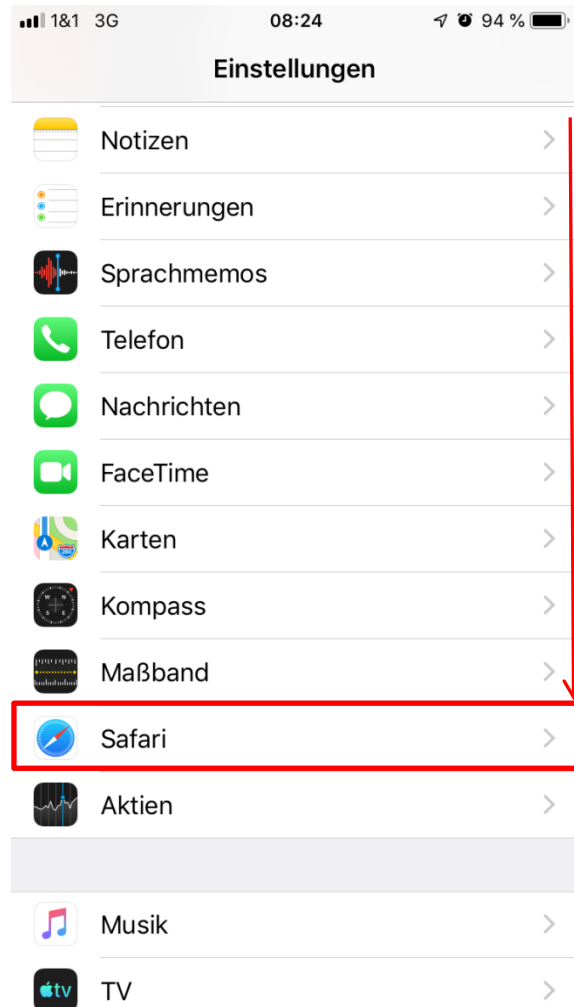 1&1 3G 08:24 94 %
Einstellungen
Notizen
Erinnerungen
Sprachmemos
Telefon
Nachrichten
FaceTime
Karten
Kompass
Maßband
Safari
Aktien
Musik
tv TV